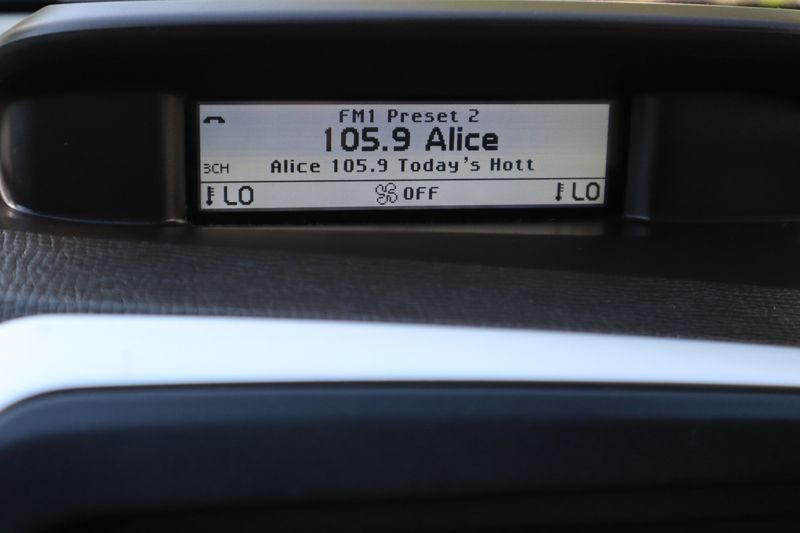 FM1 Preset 2
105.9 Alice
3CH Alice 105.9 Today's Hott
LO OFF LO